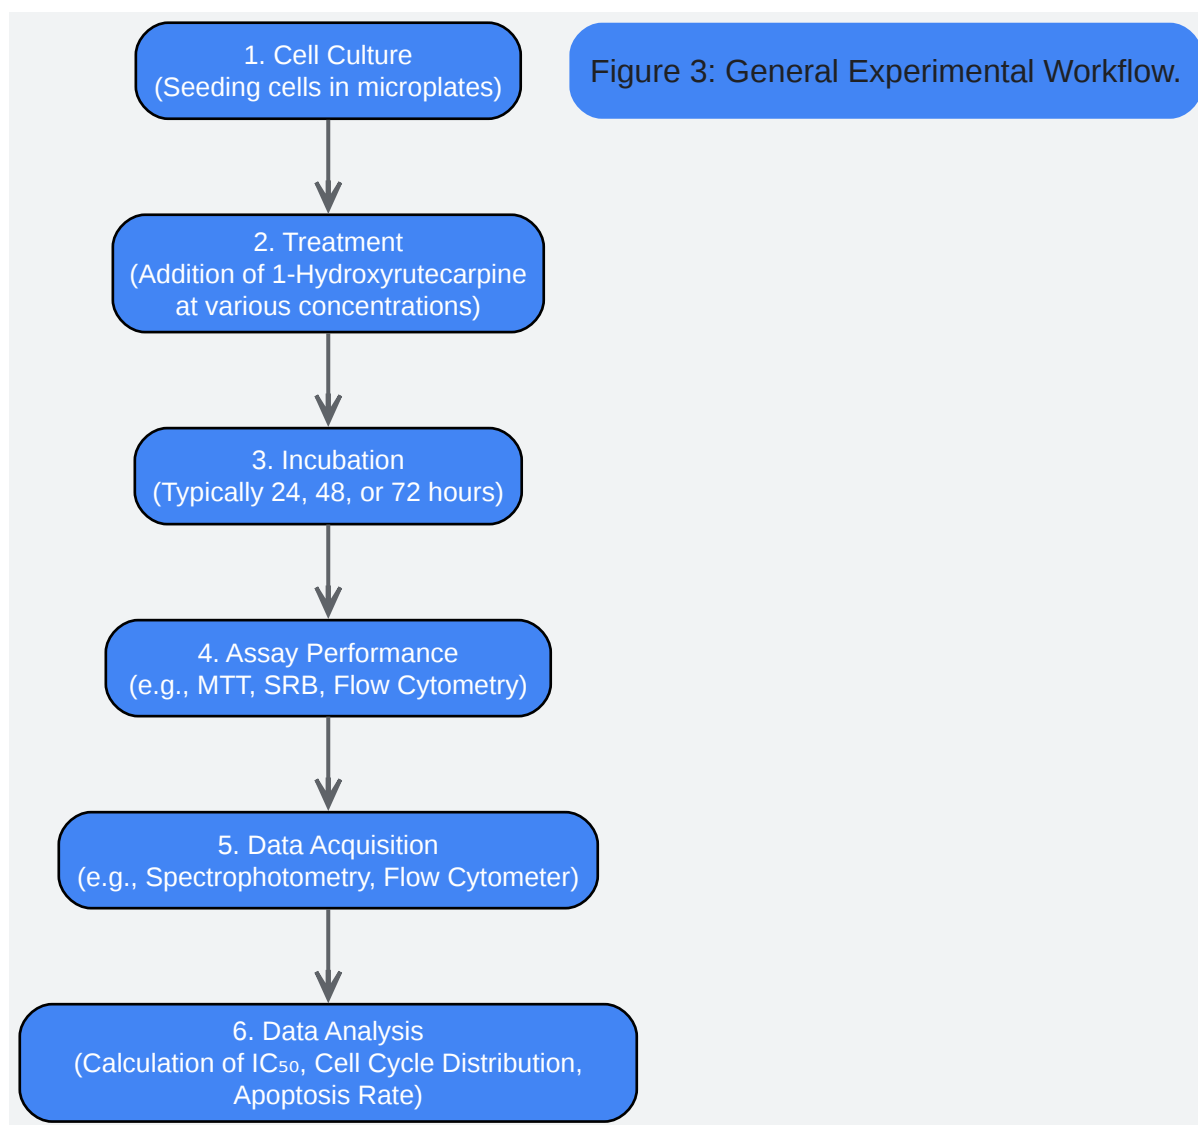 1. Cell Culture
(Seeding cells in microplates)
Figure 3: General Experimental Workflow.
2. Treatment
(Addition of 1-Hydroxyrutecarpine
at various concentrations)
3. Incubation
(Typically 24, 48, or 72 hours)
4. Assay Performance
(e.g., MTT, SRB, Flow Cytometry)
5. Data Acquisition
(e.g., Spectrophotometry, Flow Cytometer)
6. Data Analysis
(Calculation of IC₅₀, Cell Cycle Distribution,
Apoptosis Rate)